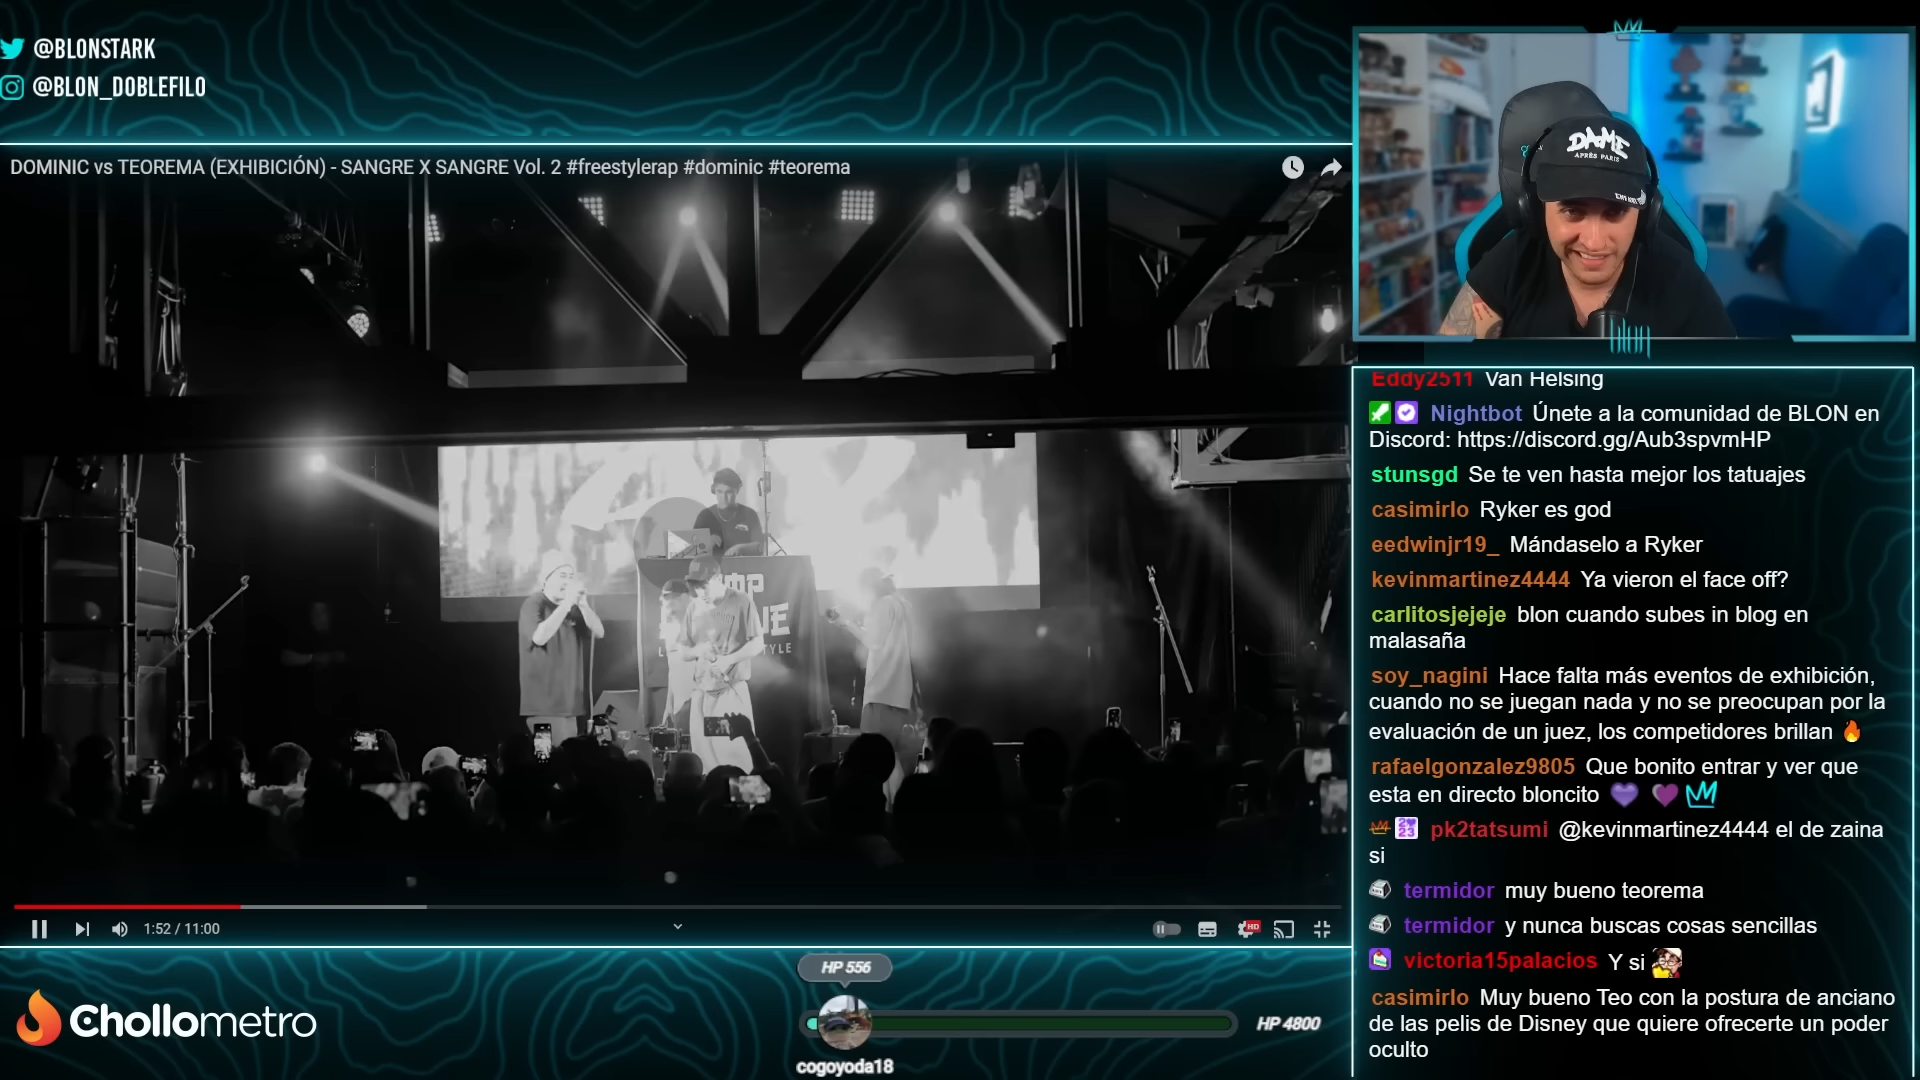 @BLONSTARK
@BLON_DOBLEFILO
DOMINIC vs TEOREMA (EXHIBICIÓN) - SANGRE X SANGRE Vol. 2 #freestylerap #dominic #teorema
DAME
APRÈS PARIS
1:52 / 11:00
HD
Chollometro
HP 556
HP 4800
cogoyoda18
Eddy2511 Van Helsing
Nightbot Únete a la comunidad de BLON en
Discord: https://discord.gg/Aub3spvmHP
stunsgd Se te ven hasta mejor los tatuajes
casimirlo Ryker es god
eedwinjr19_ Mándaselo a Ryker
kevinmartinez4444 Ya vieron el face off?
carlitosjejeje blon cuando subes in blog en
malasaña
soy_nagini Hace falta más eventos de exhibición,
cuando no se juegan nada y no se preocupan por la
evaluación de un juez, los competidores brillan 🔥
rafaelgonzalez9805 Que bonito entrar y ver que
esta en directo bloncito 💜 💜
pk2tatsumi @kevinmartinez4444 el de zaina
si
termidor muy bueno teorema
termidor y nunca buscas cosas sencillas
victoria15palacios Y si
casimirlo Muy bueno Teo con la postura de anciano
de las pelis de Disney que quiere ofrecerte un poder
oculto